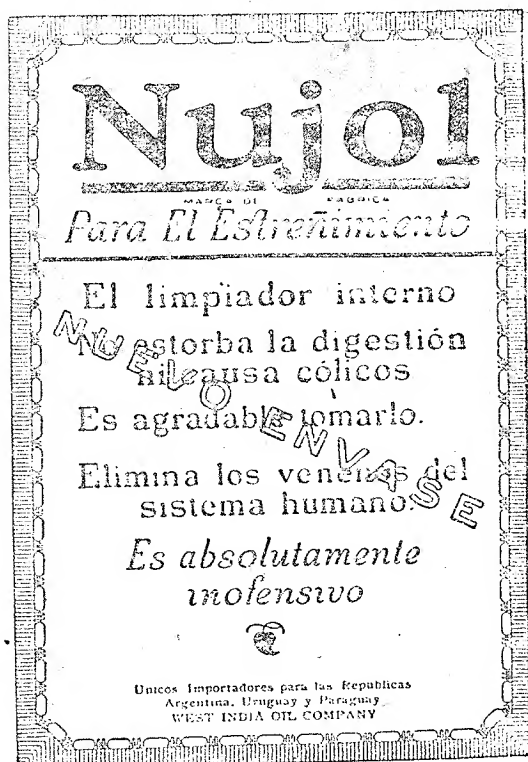 Nujol
MARCA DE FABRICA
Para El Estreñimiento
El limpiador interno
No estorba la digestión
ni causa cólicos
Es agradable tomarlo.
Elimina los venenos del
sistema humano.
NUEVO ENVASE
Es absolutamente
inofensivo
Unicos Importadores para las Republicas
Argentina, Uruguay y Paraguay
WEST INDIA OIL COMPANY